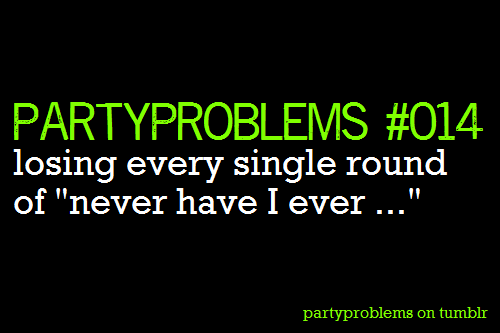 PARTYPROBLEMS #014
losing every single round
of "never have I ever ..."
partyproblems on tumblr